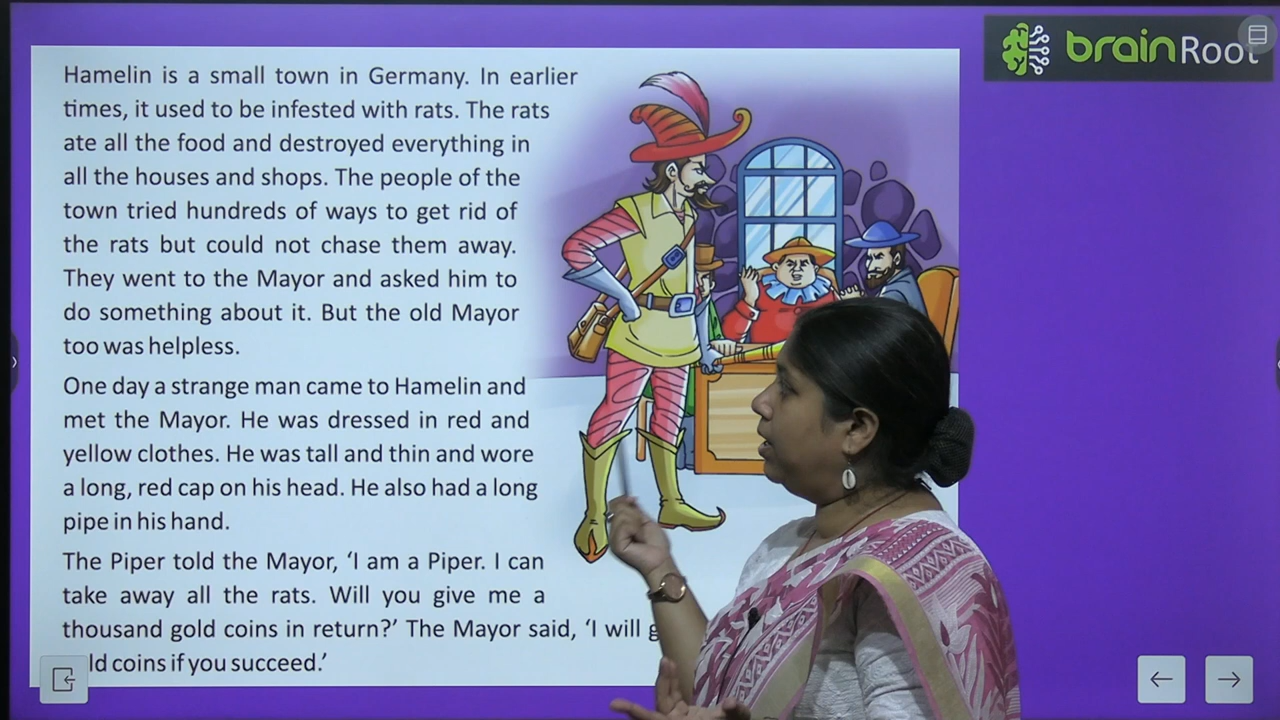 brainRoot
Hamelin is a small town in Germany. In earlier
times, it used to be infested with rats. The rats
ate all the food and destroyed everything in
all the houses and shops. The people of the
town tried hundreds of ways to get rid of
the rats but could not chase them away.
They went to the Mayor and asked him to
do something about it. But the old Mayor
too was helpless.
One day a strange man came to Hamelin and
met the Mayor. He was dressed in red and
yellow clothes. He was tall and thin and wore
a long, red cap on his head. He also had a long
pipe in his hand.
The Piper told the Mayor, ‘I am a Piper. I can
take away all the rats. Will you give me a
thousand gold coins in return?’ The Mayor said, ‘I will
coins if you succeed.’